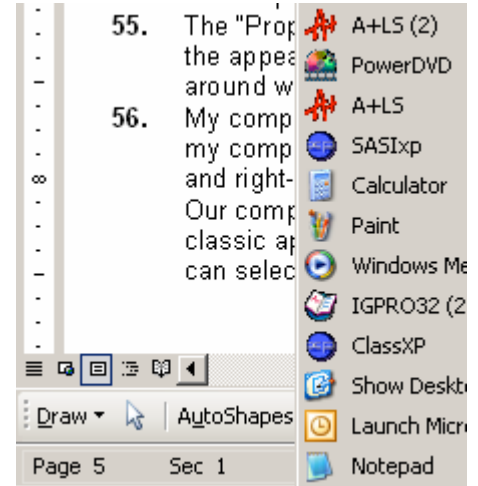 55. The "Prop
the appea
around w
56. My comp
my comp
and right-
Our comp
classic ap
can selec
8
Draw AutoShapes
Page 5 Sec 1
A+LS (2)
PowerDVD
A+LS
SASIxp
Calculator
Paint
Windows Me
IGPRO32 (2
ClassXP
Show Deskt
Launch Micr
Notepad